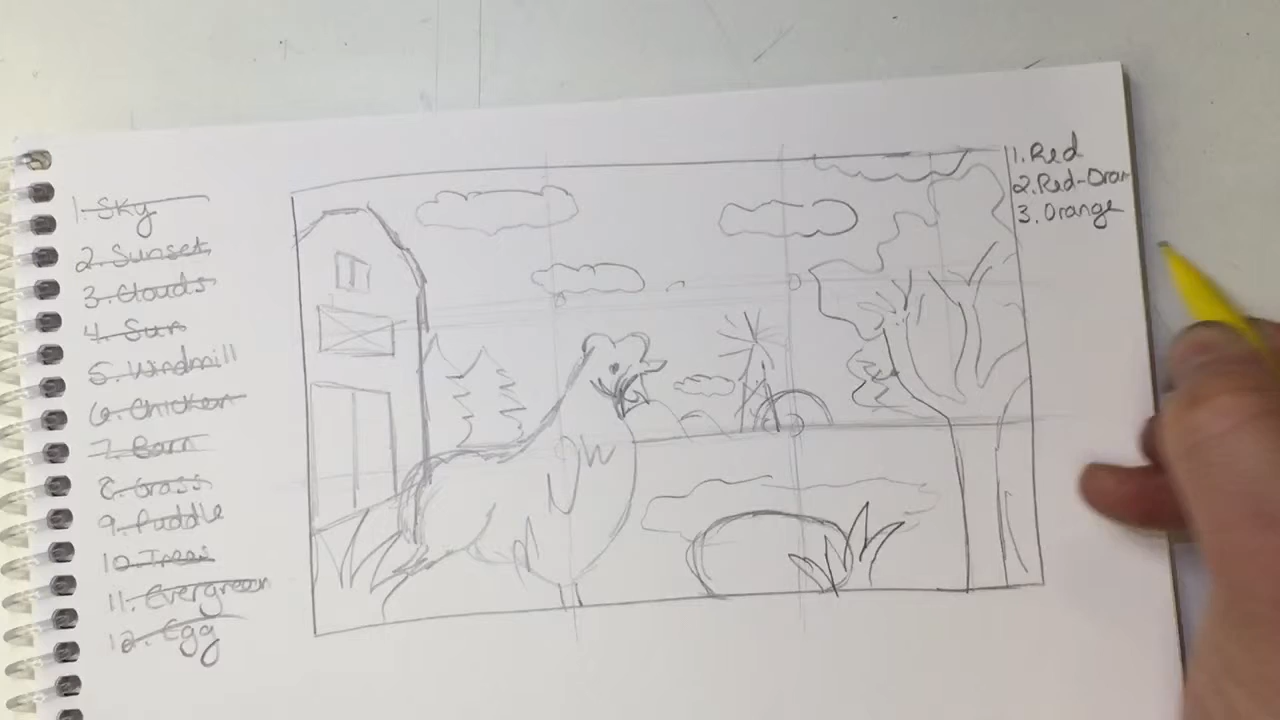 1. Sky
2. Sunset
3. Clouds
4. Sun
5. Windmill
6. Chicken
7. Barn
8. Grass
9. Puddle
10. Trees
11. Evergreen
12. Egg
1. Red
2. Red-Oran
3. Orange